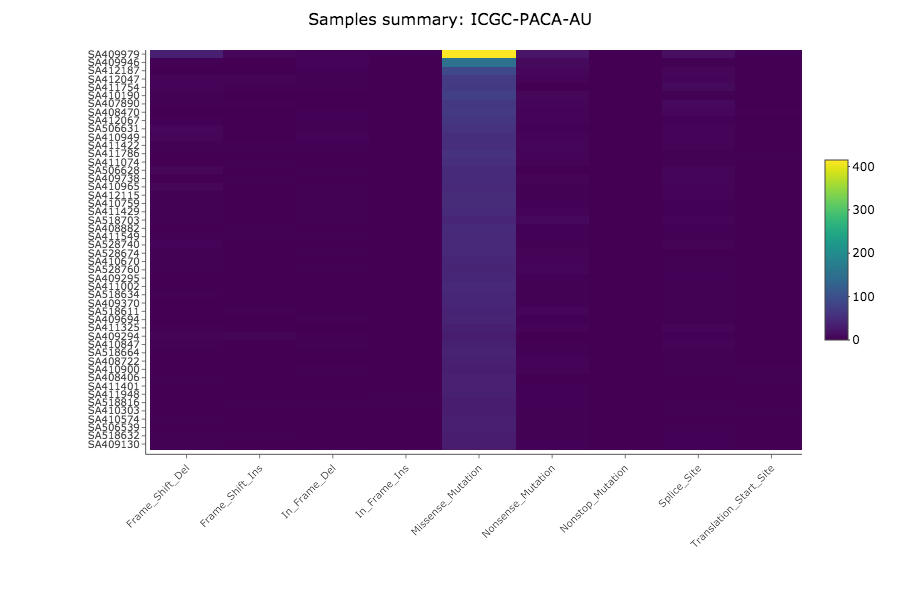 Samples summary: ICGC-PACA-AU
SA409979
SA409946
SA412187
SA412047
SA411754
SA410190
SA407890
SA408470
SA412067
SA506631
SA410949
SA411422
SA411786
SA411074
SA506628
SA409738
SA410965
SA412115
SA410759
SA411429
SA518703
SA408882
SA411549
SA528740
SA528674
SA410670
SA528760
SA409295
SA411002
SA518634
SA409370
SA518611
SA409694
SA411325
SA409294
SA410847
SA518664
SA408722
SA410900
SA408406
SA411401
SA411948
SA518816
SA410303
SA410574
SA506539
SA518632
SA409130
400
300
200
100
0
Frame_Shift_Del
Frame_Shift_Ins
In_Frame_Del
In_Frame_Ins
Missense_Mutation
Nonsense_Mutation
Nonstop_Mutation
Splice_Site
Translation_Start_Site